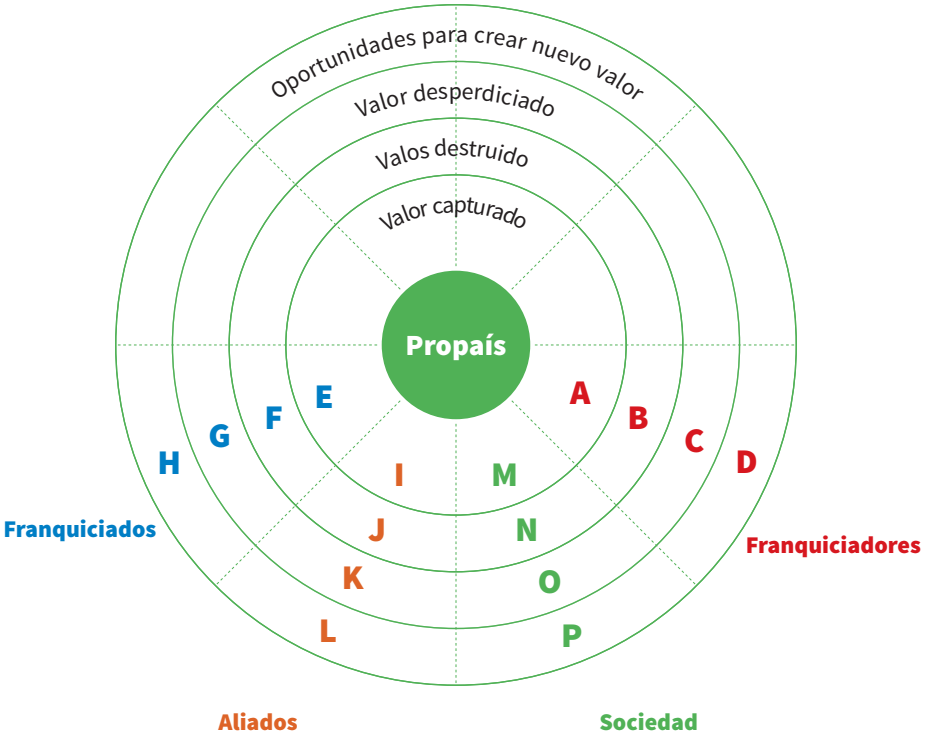 Oportunidades para crear nuevo valor
Valor desperdiciado
Valos destruido
Valor capturado
Propaís
E
A
F
B
G
C
H
D
I
M
J
N
K
O
L
P
Franquiciados
Franquiciadores
Aliados
Sociedad